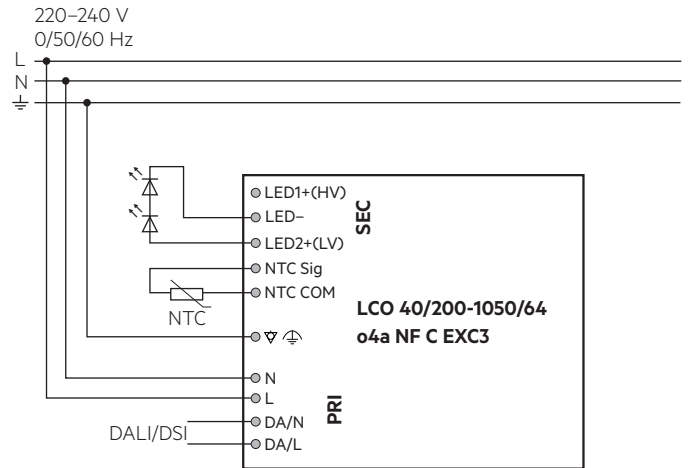 220–240 V
0/50/60 Hz
L
N
LED1+(HV)
LED–
LED2+(LV)
SEC
NTC Sig
NTC COM
NTC
LCO 40/200-1050/64
o4a NF C EXC3
N
L
PRI
DALI/DSI
DA/N
DA/L